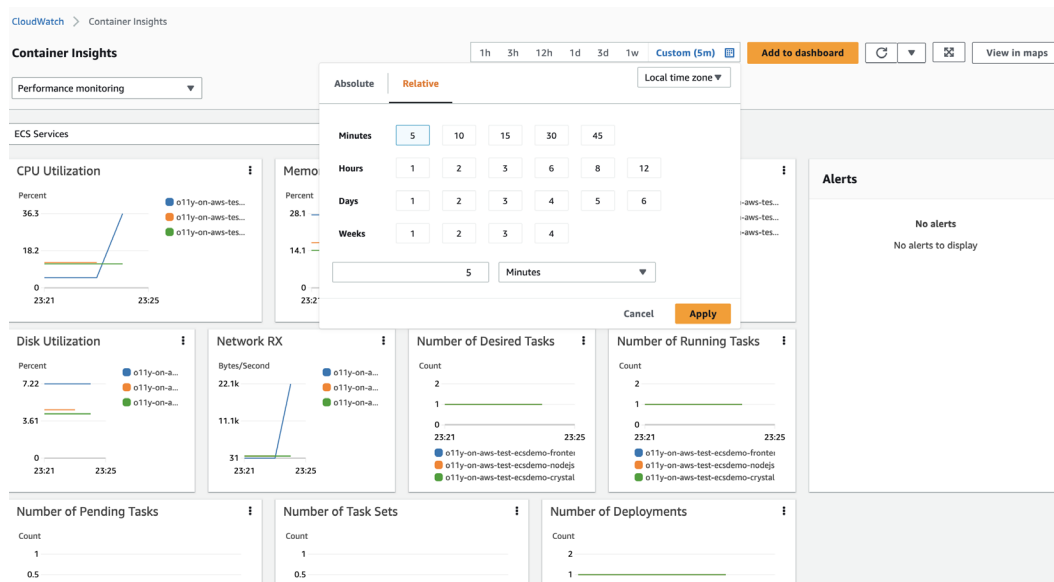 CloudWatch > Container Insights
Container Insights
1h 3h 12h 1d 3d 1w Custom (5m) Add to dashboard View in maps
Performance monitoring
Absolute Relative Local time zone
Minutes 5 10 15 30 45
Hours 1 2 3 6 8 12
Days 1 2 3 4 5 6
Weeks 1 2 3 4
5 Minutes
Cancel Apply
ECS Services
CPU Utilization
Percent
36.3
18.2
0
23:21 23:25
o11y-on-aws-tes...
o11y-on-aws-tes...
o11y-on-aws-tes...
Memo
Percent
28.1
14.1
0
23:2
-aws-tes...
-aws-tes...
-aws-tes...
Alerts
No alerts
No alerts to display
Disk Utilization
Percent
7.22
3.61
0
23:21 23:25
o11y-on-a...
o11y-on-a...
o11y-on-a...
Network RX
Bytes/Second
22.1k
11.1k
31
23:21 23:25
o11y-on-a...
o11y-on-a...
o11y-on-a...
Number of Desired Tasks
Count
2
1
0
23:21 23:25
o11y-on-aws-test-ecsdemo-fronte
o11y-on-aws-test-ecsdemo-nodejs
o11y-on-aws-test-ecsdemo-crystal
Number of Running Tasks
Count
2
1
0
23:21 23:25
o11y-on-aws-test-ecsdemo-fronte
o11y-on-aws-test-ecsdemo-nodejs
o11y-on-aws-test-ecsdemo-crystal
Number of Pending Tasks
Count
1
0.5
Number of Task Sets
Count
1
0.5
Number of Deployments
Count
2
1